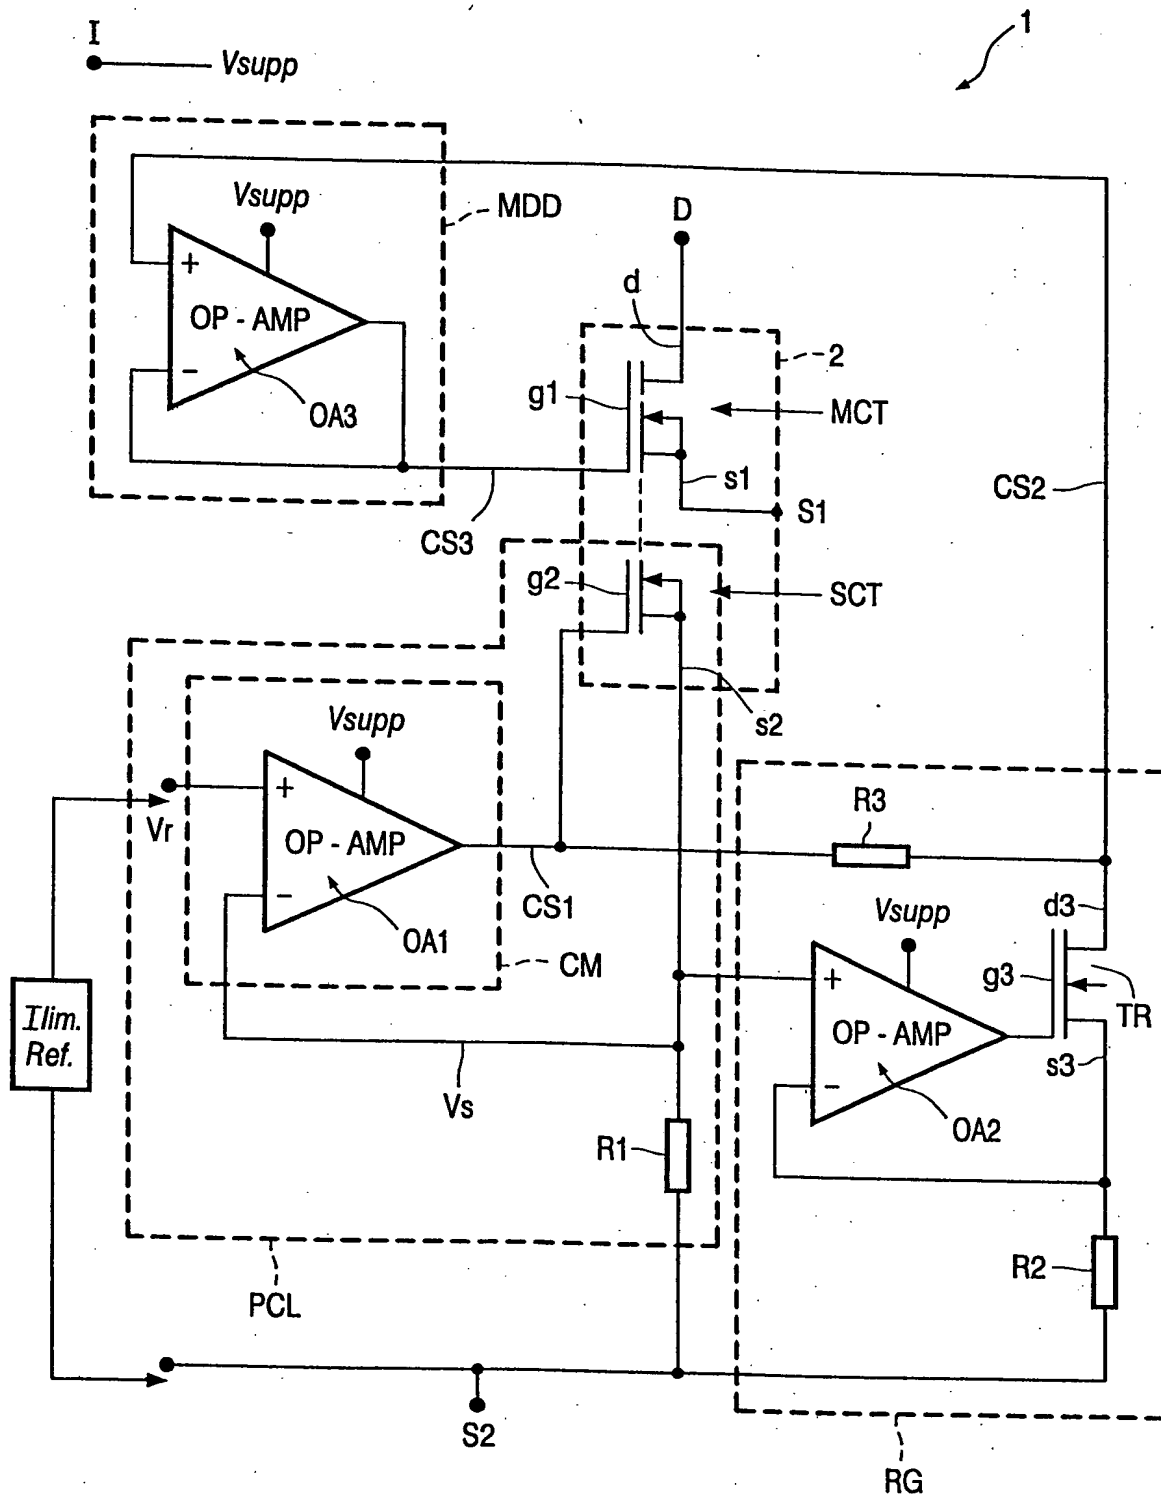 1
I
Vsupp
Vsupp
MDD
D
+
OP - AMP
d
2
−
OA3
g1
MCT
s1
CS2
S1
CS3
g2
SCT
Vsupp
s2
R3
Vr
+
OP - AMP
−
CS1
Vsupp
d3
OA1
CM
g3
+
TR
Ilim.
Ref.
OP - AMP
s3
Vs
−
OA2
R1
R2
PCL
S2
RG